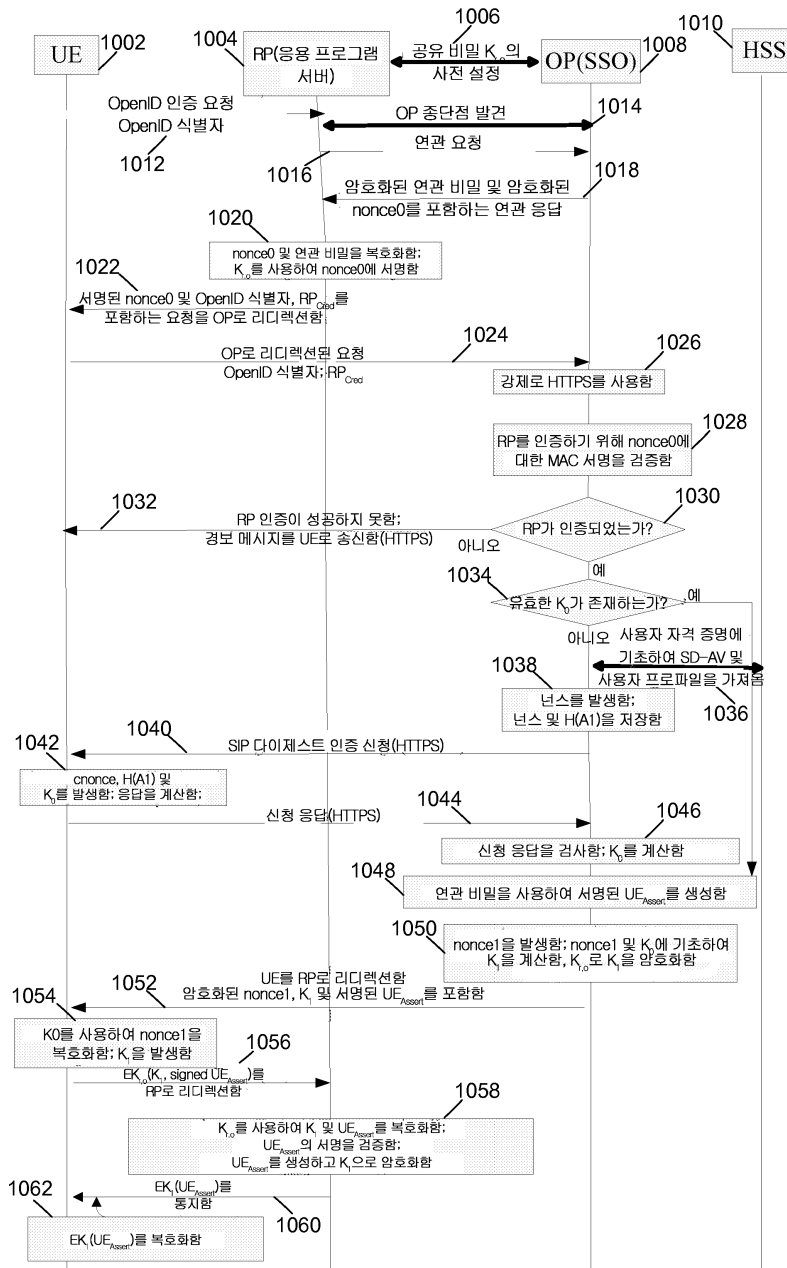 1002
UE
1004
RP(응용 프로그램
서버)
1006
공유 비밀 Kr,o의
사전 설정
OP(SSO)
1008
1010
HSS
OpenID 인증 요청
OpenID 식별자
1012
OP 종단점 발견
1014
연관 요청
1016
1018
암호화된 연관 비밀 및 암호화된
nonce0를 포함하는 연관 응답
1020
nonce0 및 연관 비밀을 복호화함;
Kr,o를 사용하여 nonce0에 서명함
1022
서명된 nonce0 및 OpenID 식별자, RPCred를
포함하는 요청을 OP로 리디렉션함
1024
OP로 리디렉션된 요청
OpenID 식별자; RPCred
1026
강제로 HTTPS를 사용함
1028
RP를 인증하기 위해 nonce0에
대한 MAC 서명을 검증함
1030
RP가 인증되었는가?
1032
RP 인증이 성공하지 못함;
경보 메시지를 UE로 송신함(HTTPS)
아니오
예
1034
유효한 K0가 존재하는가?
예
아니오
사용자 자격 증명에
기초하여 SD-AV 및
사용자 프로파일을 가져옴
1036
1038
넌스를 발생함;
넌스 및 H(A1)을 저장함
1040
SIP 다이제스트 인증 신청(HTTPS)
1042
cnonce, H(A1) 및
K0를 발생함; 응답을 계산함;
1044
신청 응답(HTTPS)
1046
신청 응답을 검사함; K0를 계산함
1048
연관 비밀을 사용하여 서명된 UEAssert를 생성함
1050
nonce1을 발생함; nonce1 및 K0에 기초하여
K1을 계산함, Kr,o로 K1을 암호화함
1052
UE를 RP로 리디렉션함
암호화된 nonce1, K1 및 서명된 UEAssert를 포함함
1054
K0를 사용하여 nonce1을
복호화함; K1을 발생함
1056
EKr,o(K1, signed UEAssert)를
RP로 리디렉션함
1058
Kr,o를 사용하여 K1 및 UEAssert를 복호화함;
UEAssert의 서명을 검증함;
UEAssert를 생성하고 K1으로 암호화함
1060
EK1(UEAssert)를
통지함
1062
EK1(UEAssert)를 복호화함